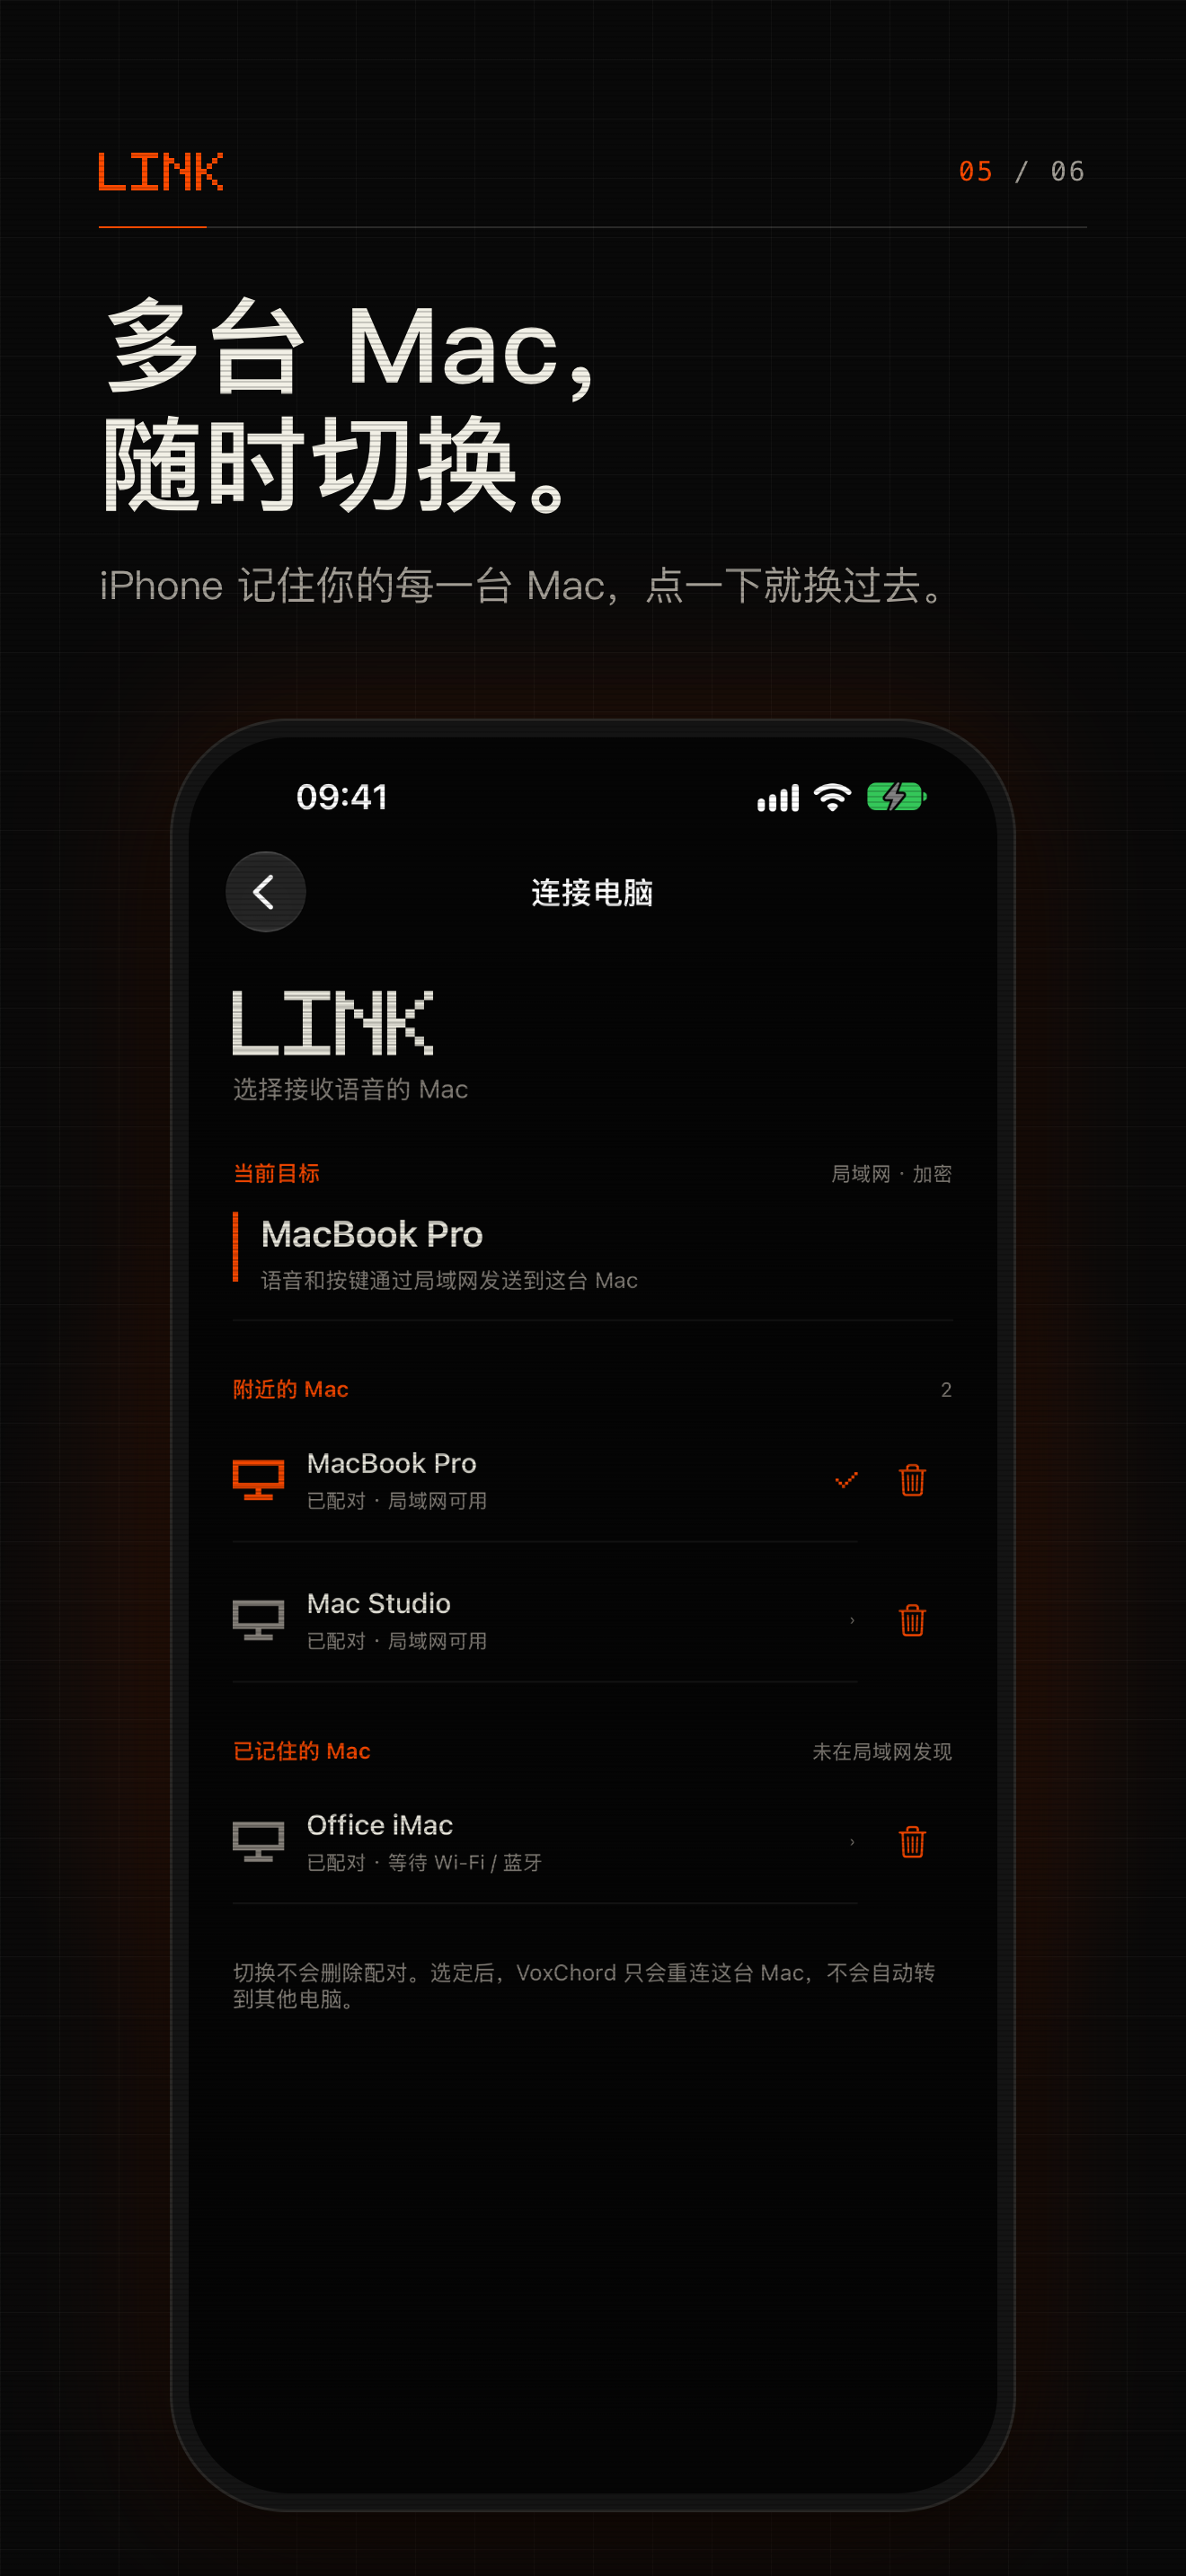 LINK
05 / 06
多台 Mac，
随时切换。
iPhone 记住你的每一台 Mac，点一下就换过去。
09:41
连接电脑
LINK
选择接收语音的 Mac
当前目标
局域网 · 加密
MacBook Pro
语音和按键通过局域网发送到这台 Mac
附近的 Mac
2
MacBook Pro
已配对 · 局域网可用
Mac Studio
已配对 · 局域网可用
已记住的 Mac
未在局域网发现
Office iMac
已配对 · 等待 Wi-Fi / 蓝牙
切换不会删除配对。选定后，VoxChord 只会重连这台 Mac，不会自动转
到其他电脑。